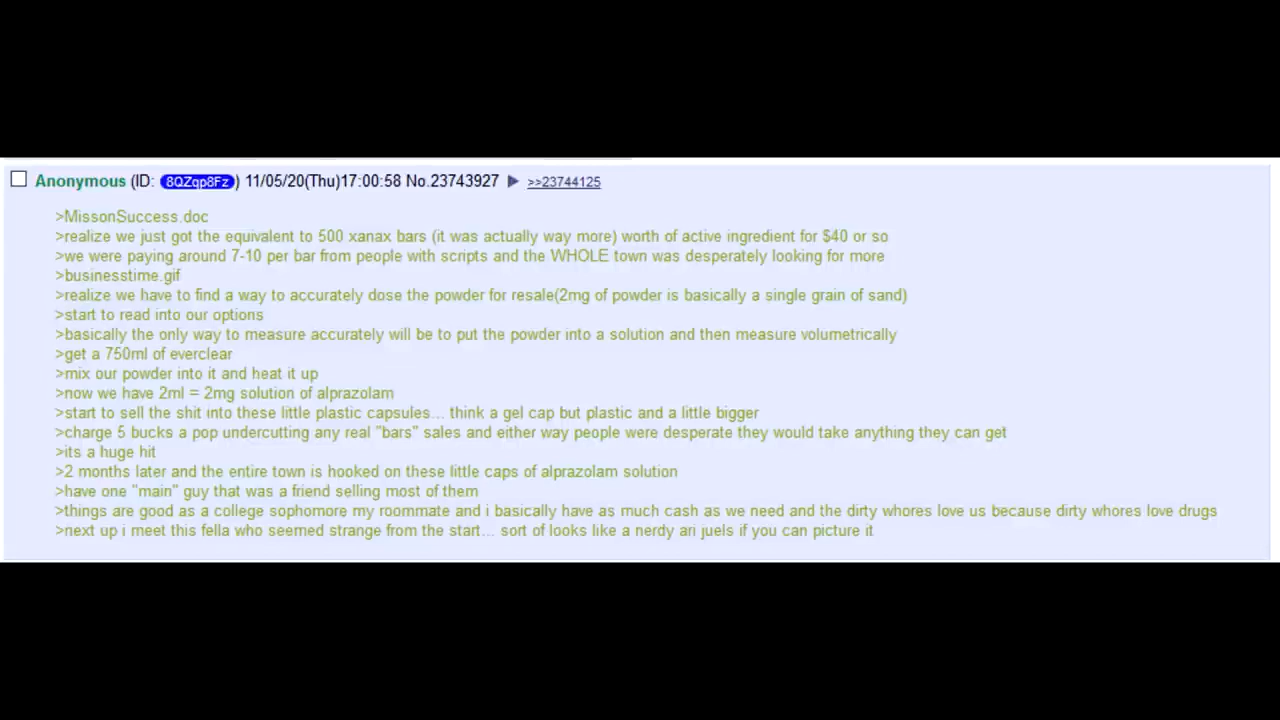 Anonymous (ID: 8QZqp8Fz) 11/05/20(Thu)17:00:58 No.23743927 ▶ >>23744125
>MissonSuccess.doc
>realize we just got the equivalent to 500 xanax bars (it was actually way more) worth of active ingredient for $40 or so
>we were paying around 7-10 per bar from people with scripts and the WHOLE town was desperately looking for more
>businesstime.gif
>realize we have to find a way to accurately dose the powder for resale(2mg of powder is basically a single grain of sand)
>start to read into our options
>basically the only way to measure accurately will be to put the powder into a solution and then measure volumetrically
>get a 750ml of everclear
>mix our powder into it and heat it up
>now we have 2ml = 2mg solution of alprazolam
>start to sell the shit into these little plastic capsules... think a gel cap but plastic and a little bigger
>charge 5 bucks a pop undercutting any real "bars" sales and either way people were desperate they would take anything they can get
>its a huge hit
>2 months later and the entire town is hooked on these little caps of alprazolam solution
>have one "main" guy that was a friend selling most of them
>things are good as a college sophomore my roommate and i basically have as much cash as we need and the dirty whores love us because dirty whores love drugs
>next up i meet this fella who seemed strange from the start... sort of looks like a nerdy ari juels if you can picture it